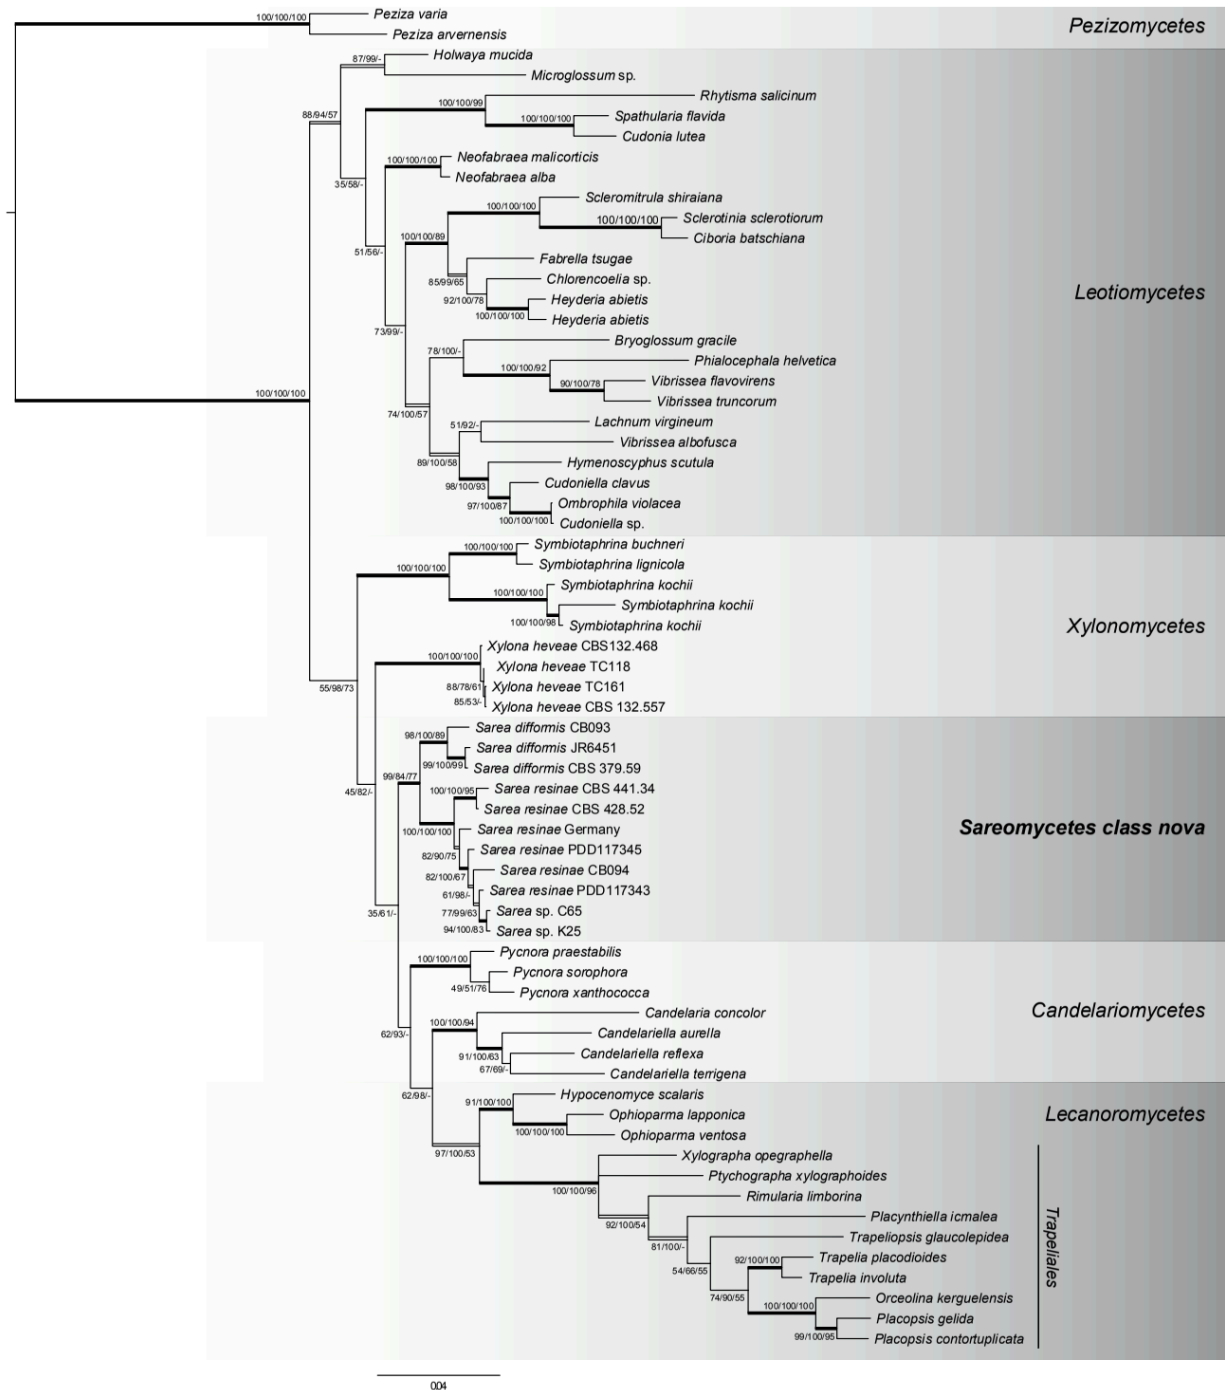 100/100/100
Peziza varia
Peziza arvernensis
Pezizomycetes
87/99/-
Holwaya mucida
Microglossum sp.
88/94/57
100/100/99
Rhytisma salicinum
100/100/100
Spathularia flavida
Cudonia lutea
35/58/-
100/100/100
Neofabraea malicorticis
Neofabraea alba
51/56/-
100/100/100
Scleromitrula shiraiana
100/100/100
Sclerotinia sclerotiorum
Ciboria batschiana
100/100/89
Fabrella tsugae
85/99/65
Chlorencoelia sp.
92/100/78
Heyderia abietis
100/100/100
Heyderia abietis
Leotiomycetes
73/99/-
78/100/-
Bryoglossum gracile
100/100/92
Phialocephala helvetica
90/100/78
Vibrissea flavovirens
Vibrissea truncorum
100/100/100
74/100/57
51/92/-
Lachnum virgineum
Vibrissea albofusca
89/100/58
Hymenoscyphus scutula
98/100/93
Cudoniella clavus
97/100/87
Ombrophila violacea
100/100/100
Cudoniella sp.
100/100/100
Symbiotaphrina buchneri
Symbiotaphrina lignicola
100/100/100
100/100/100
Symbiotaphrina kochii
Symbiotaphrina kochii
100/100/98
Symbiotaphrina kochii
Xylonomycetes
Xylona heveae CBS132.468
100/100/100
Xylona heveae TC118
88/78/61
Xylona heveae TC161
85/53/-
Xylona heveae CBS 132.557
55/98/73
Sarea difformis CB093
98/100/89
Sarea difformis JR6451
99/100/99
Sarea difformis CBS 379.59
99/84/77
45/82/-
100/100/95
Sarea resinae CBS 441.34
Sarea resinae CBS 428.52
100/100/100
Sarea resinae Germany
Sareomycetes class nova
82/90/75
Sarea resinae PDD117345
82/100/67
Sarea resinae CB094
61/98/-
Sarea resinae PDD117343
77/99/63
Sarea sp. C65
94/100/83
Sarea sp. K25
35/61/-
100/100/100
Pycnora praestabilis
Pycnora sorophora
49/51/76
Pycnora xanthococca
Candelariomycetes
62/93/-
100/100/94
Candelaria concolor
Candelariella aurella
91/100/63
Candelariella reflexa
67/69/-
Candelariella terrigena
62/98/-
91/100/100
Hypocenomyce scalaris
Ophioparma lapponica
100/100/100
Ophioparma ventosa
Lecanoromycetes
97/100/53
Xylographa opegraphella
Ptychographa xylographoides
100/100/96
Rimularia limborina
92/100/54
Placynthiella icmalea
81/100/-
Trapeliopsis glaucolepidea
54/66/55
92/100/100
Trapelia placodioides
Trapelia involuta
74/90/55
Orceolina kerguelensis
100/100/100
Placopsis gelida
99/100/95
Placopsis contortuplicata
Trapeliales
0.04